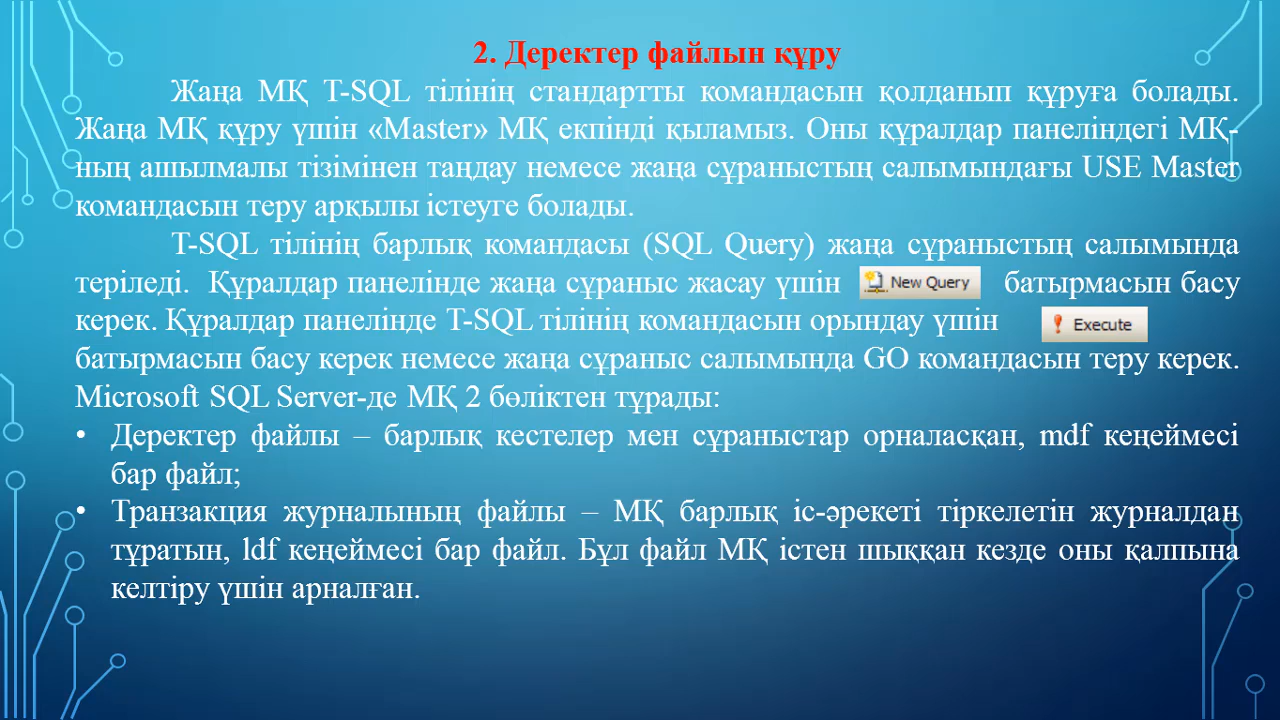 2. Деректер файлын құру
Жаңа МҚ T-SQL тілінің стандартты командасын қолданып құруға болады.
Жаңа МҚ құру үшін «Master» МҚ екпінді қыламыз. Оны құралдар панеліндегі МҚ-
ның ашылмалы тізімінен таңдау немесе жаңа сұраныстың салымындағы USE Master
командасын теру арқылы істеуге болады.
T-SQL тілінің барлық командасы (SQL Query) жаңа сұраныстың салымында
теріледі. Құралдар панелінде жаңа сұраныс жасау үшін New Query батырмасын басу
керек. Құралдар панелінде T-SQL тілінің командасын орындау үшін Execute
батырмасын басу керек немесе жаңа сұраныс салымында GO командасын теру керек.
Microsoft SQL Server-де МҚ 2 бөліктен тұрады:
• Деректер файлы – барлық кестелер мен сұраныстар орналасқан, mdf кеңеймесі
бар файл;
• Транзакция журналының файлы – МҚ барлық іс-әрекеті тіркелетін журналдан
тұратын, ldf кеңеймесі бар файл. Бұл файл МҚ істен шыққан кезде оны қалпына
келтіру үшін арналған.